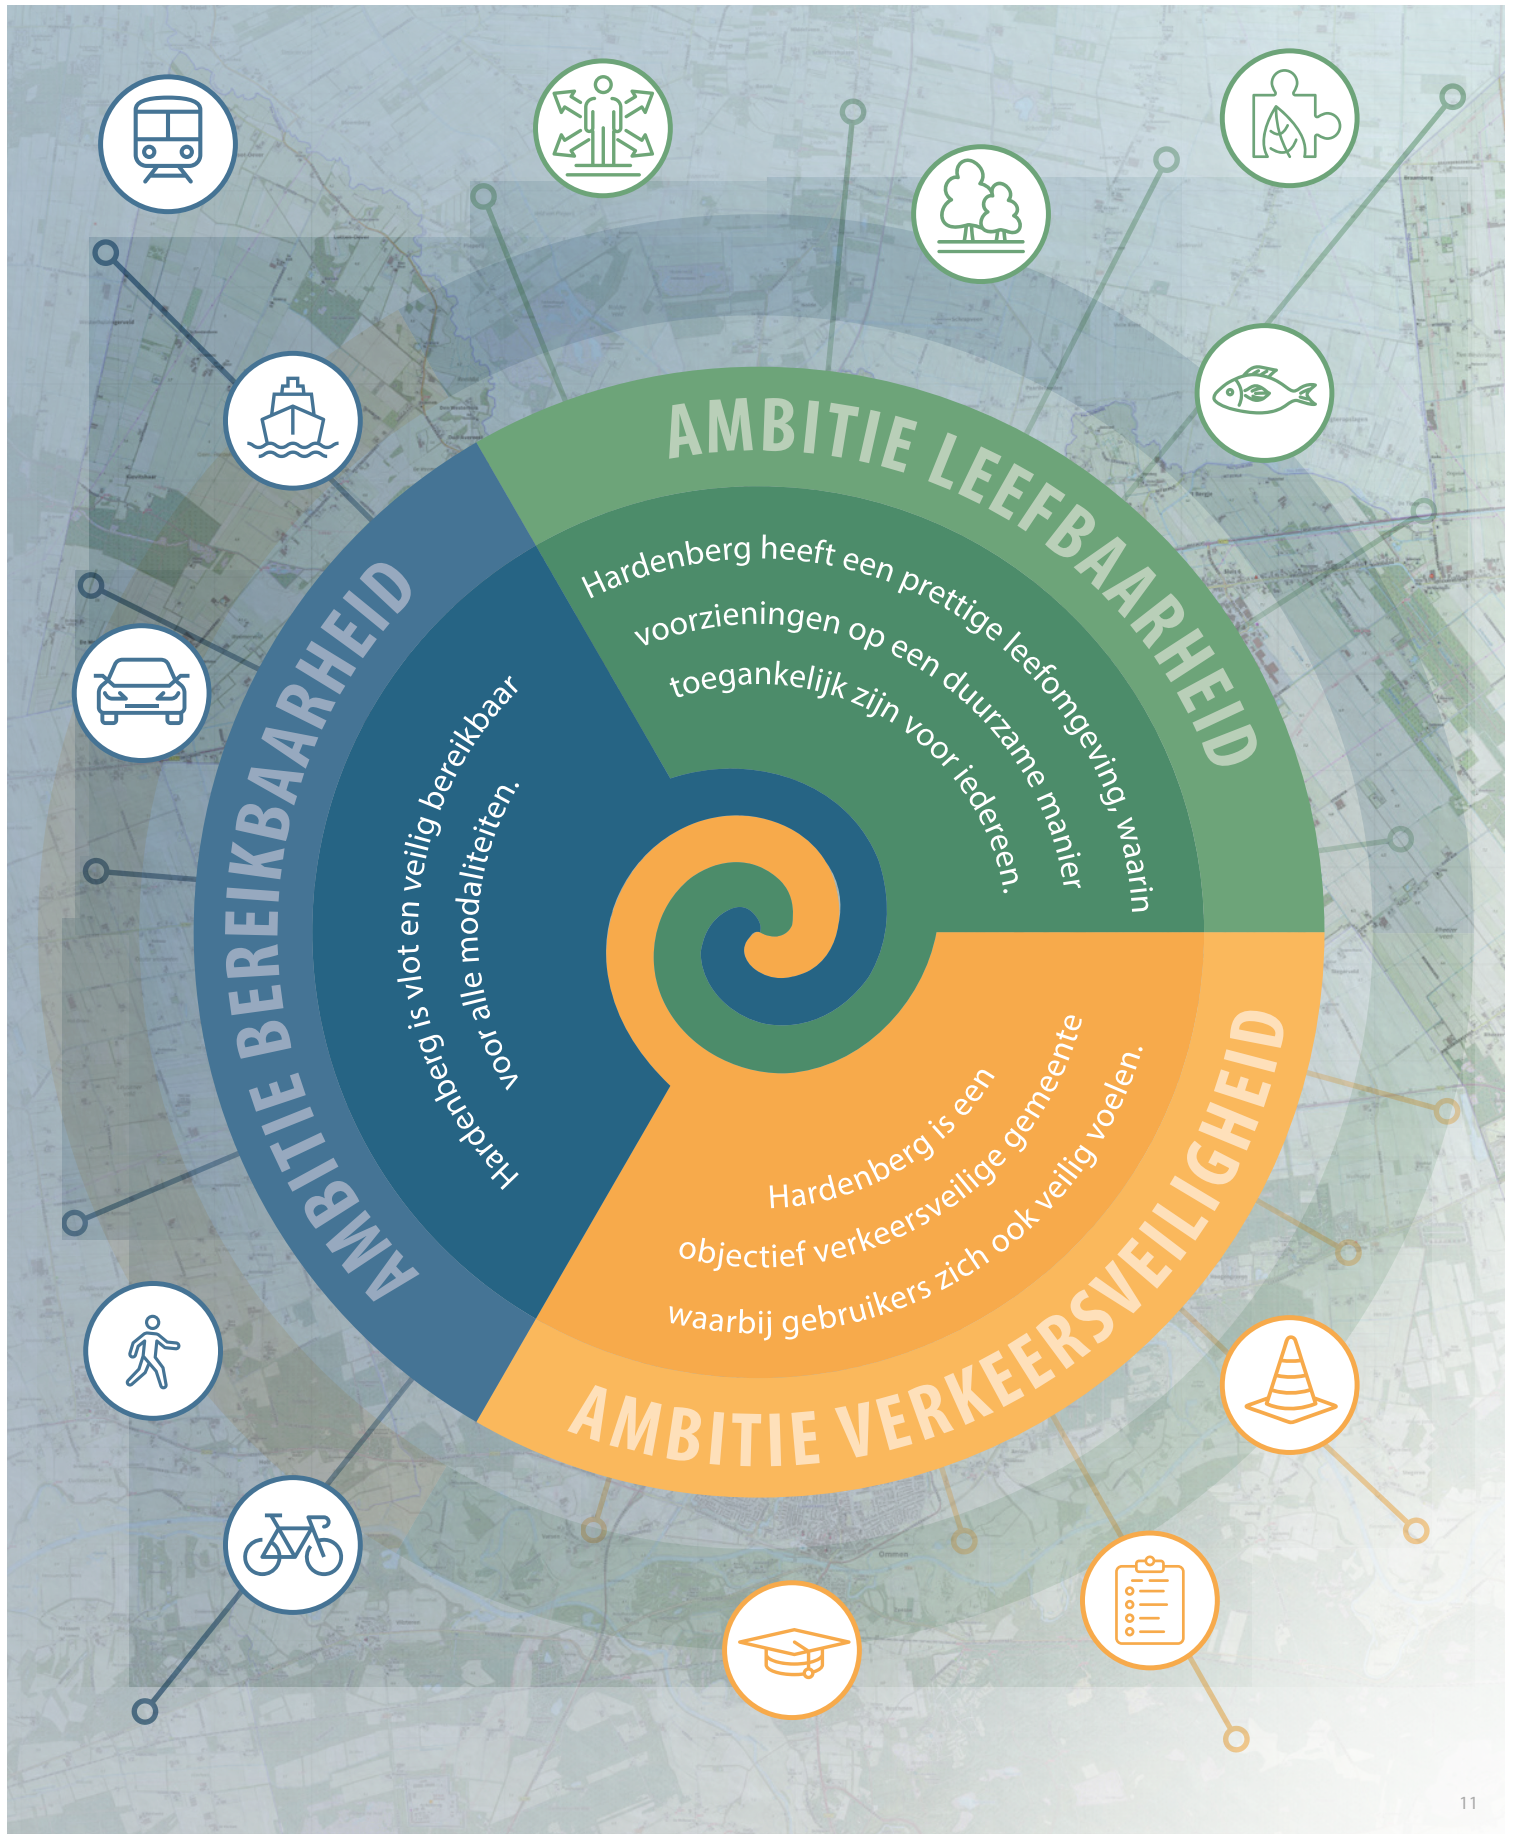 AMBITIE LEEFBAARHEID
Hardenberg heeft een prettige leefomgeving, waarin
voorzieningen op een duurzame manier
toegankelijk zijn voor iedereen.
AMBITIE BEREIKBAARHEID
Hardenberg is vlot en veilig bereikbaar
voor alle modaliteiten.
Hardenberg is een
objectief verkeersveilige gemeente
waarbij gebruikers zich ook veilig voelen.
AMBITIE VERKEERSVEILIGHEID
Ommen
11